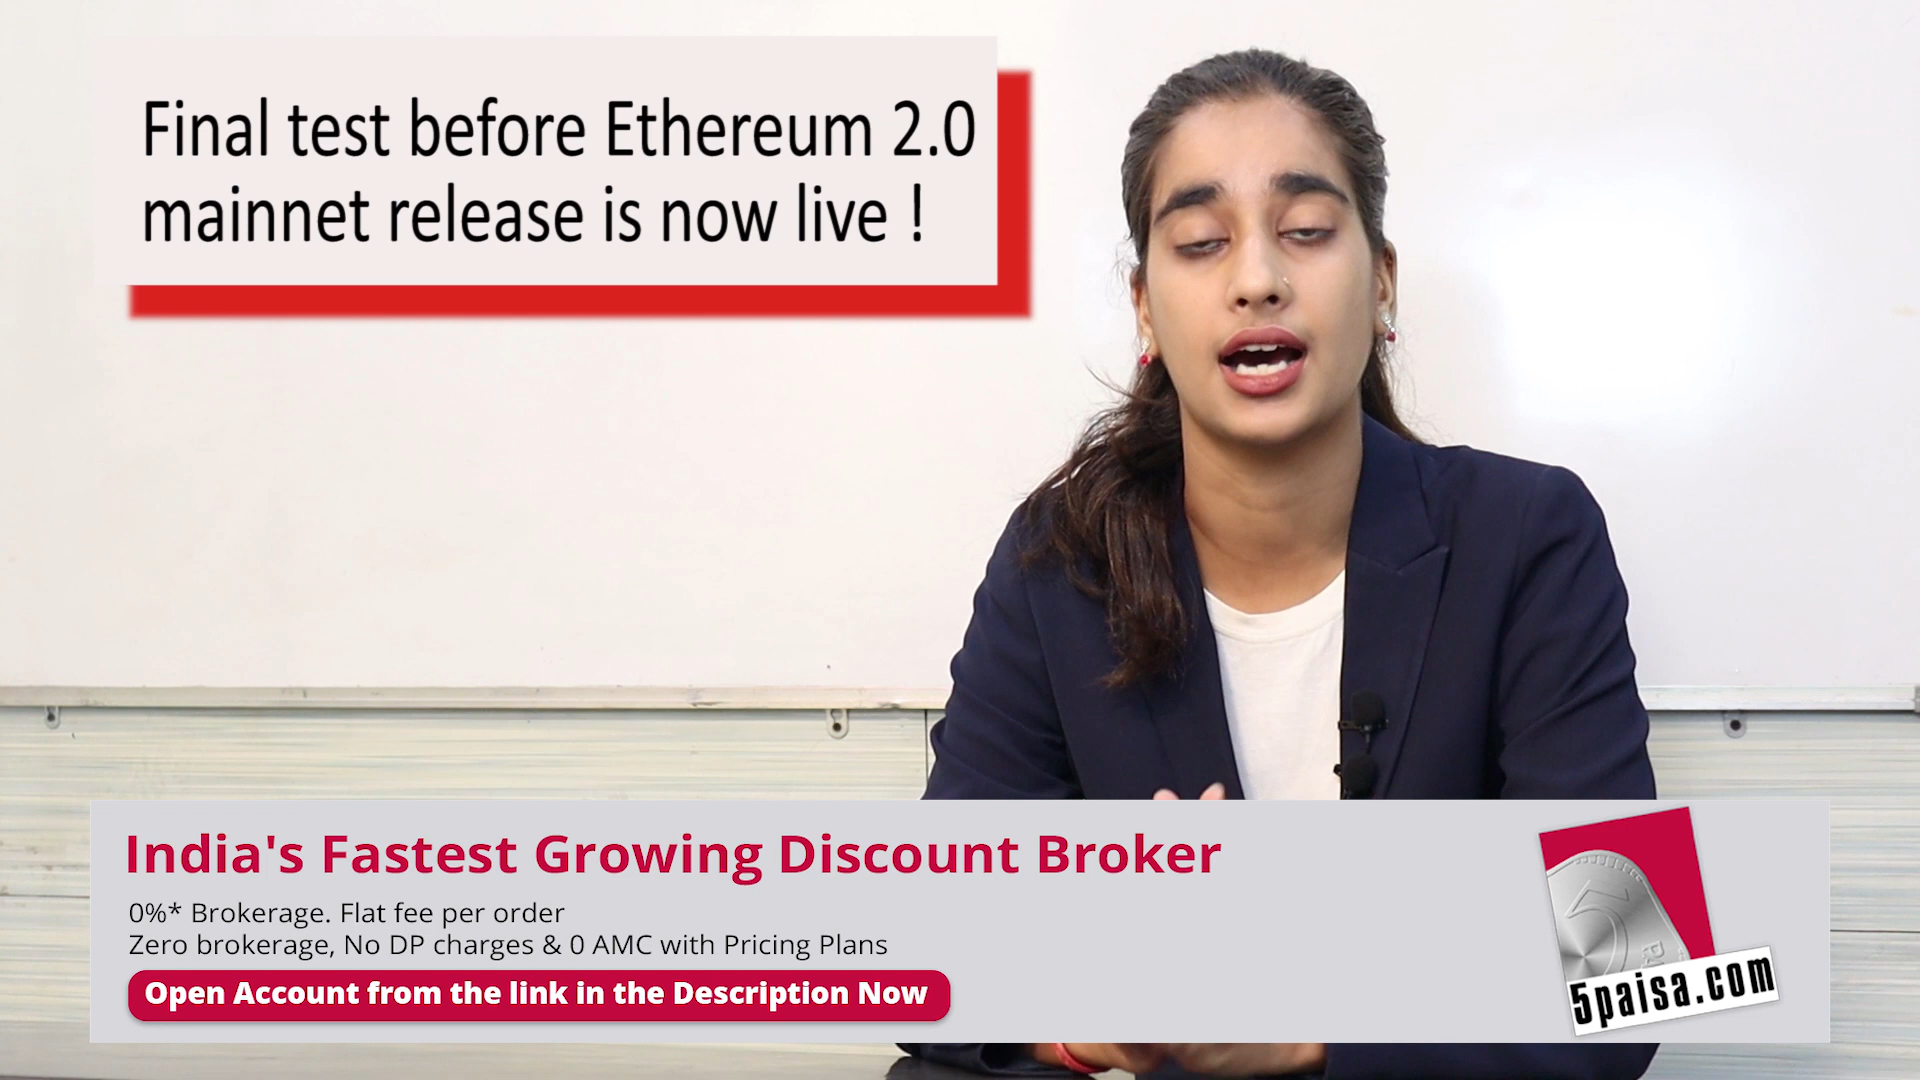 Final test before Ethereum 2.0
mainnet release is now live !
India's Fastest Growing Discount Broker
0%* Brokerage. Flat fee per order
Zero brokerage, No DP charges & 0 AMC with Pricing Plans
Open Account from the link in the Description Now
5
5paisa.com